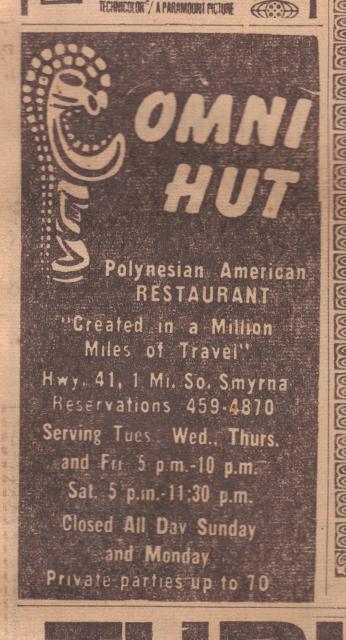 TECHNICOLOR® / A PARAMOUNT PICTURE
OMNI
HUT
Polynesian American
RESTAURANT
"Created in a Million
Miles of Travel"
Hwy. 41, 1 Mi. So. Smyrna
Reservations 459-4870
Serving Tues. Wed., Thurs.
and Fri 5 p.m.-10 p.m.
Sat. 5 p.m.-11:30 p.m.
Closed All Day Sunday
and Monday
Private parties up to 70